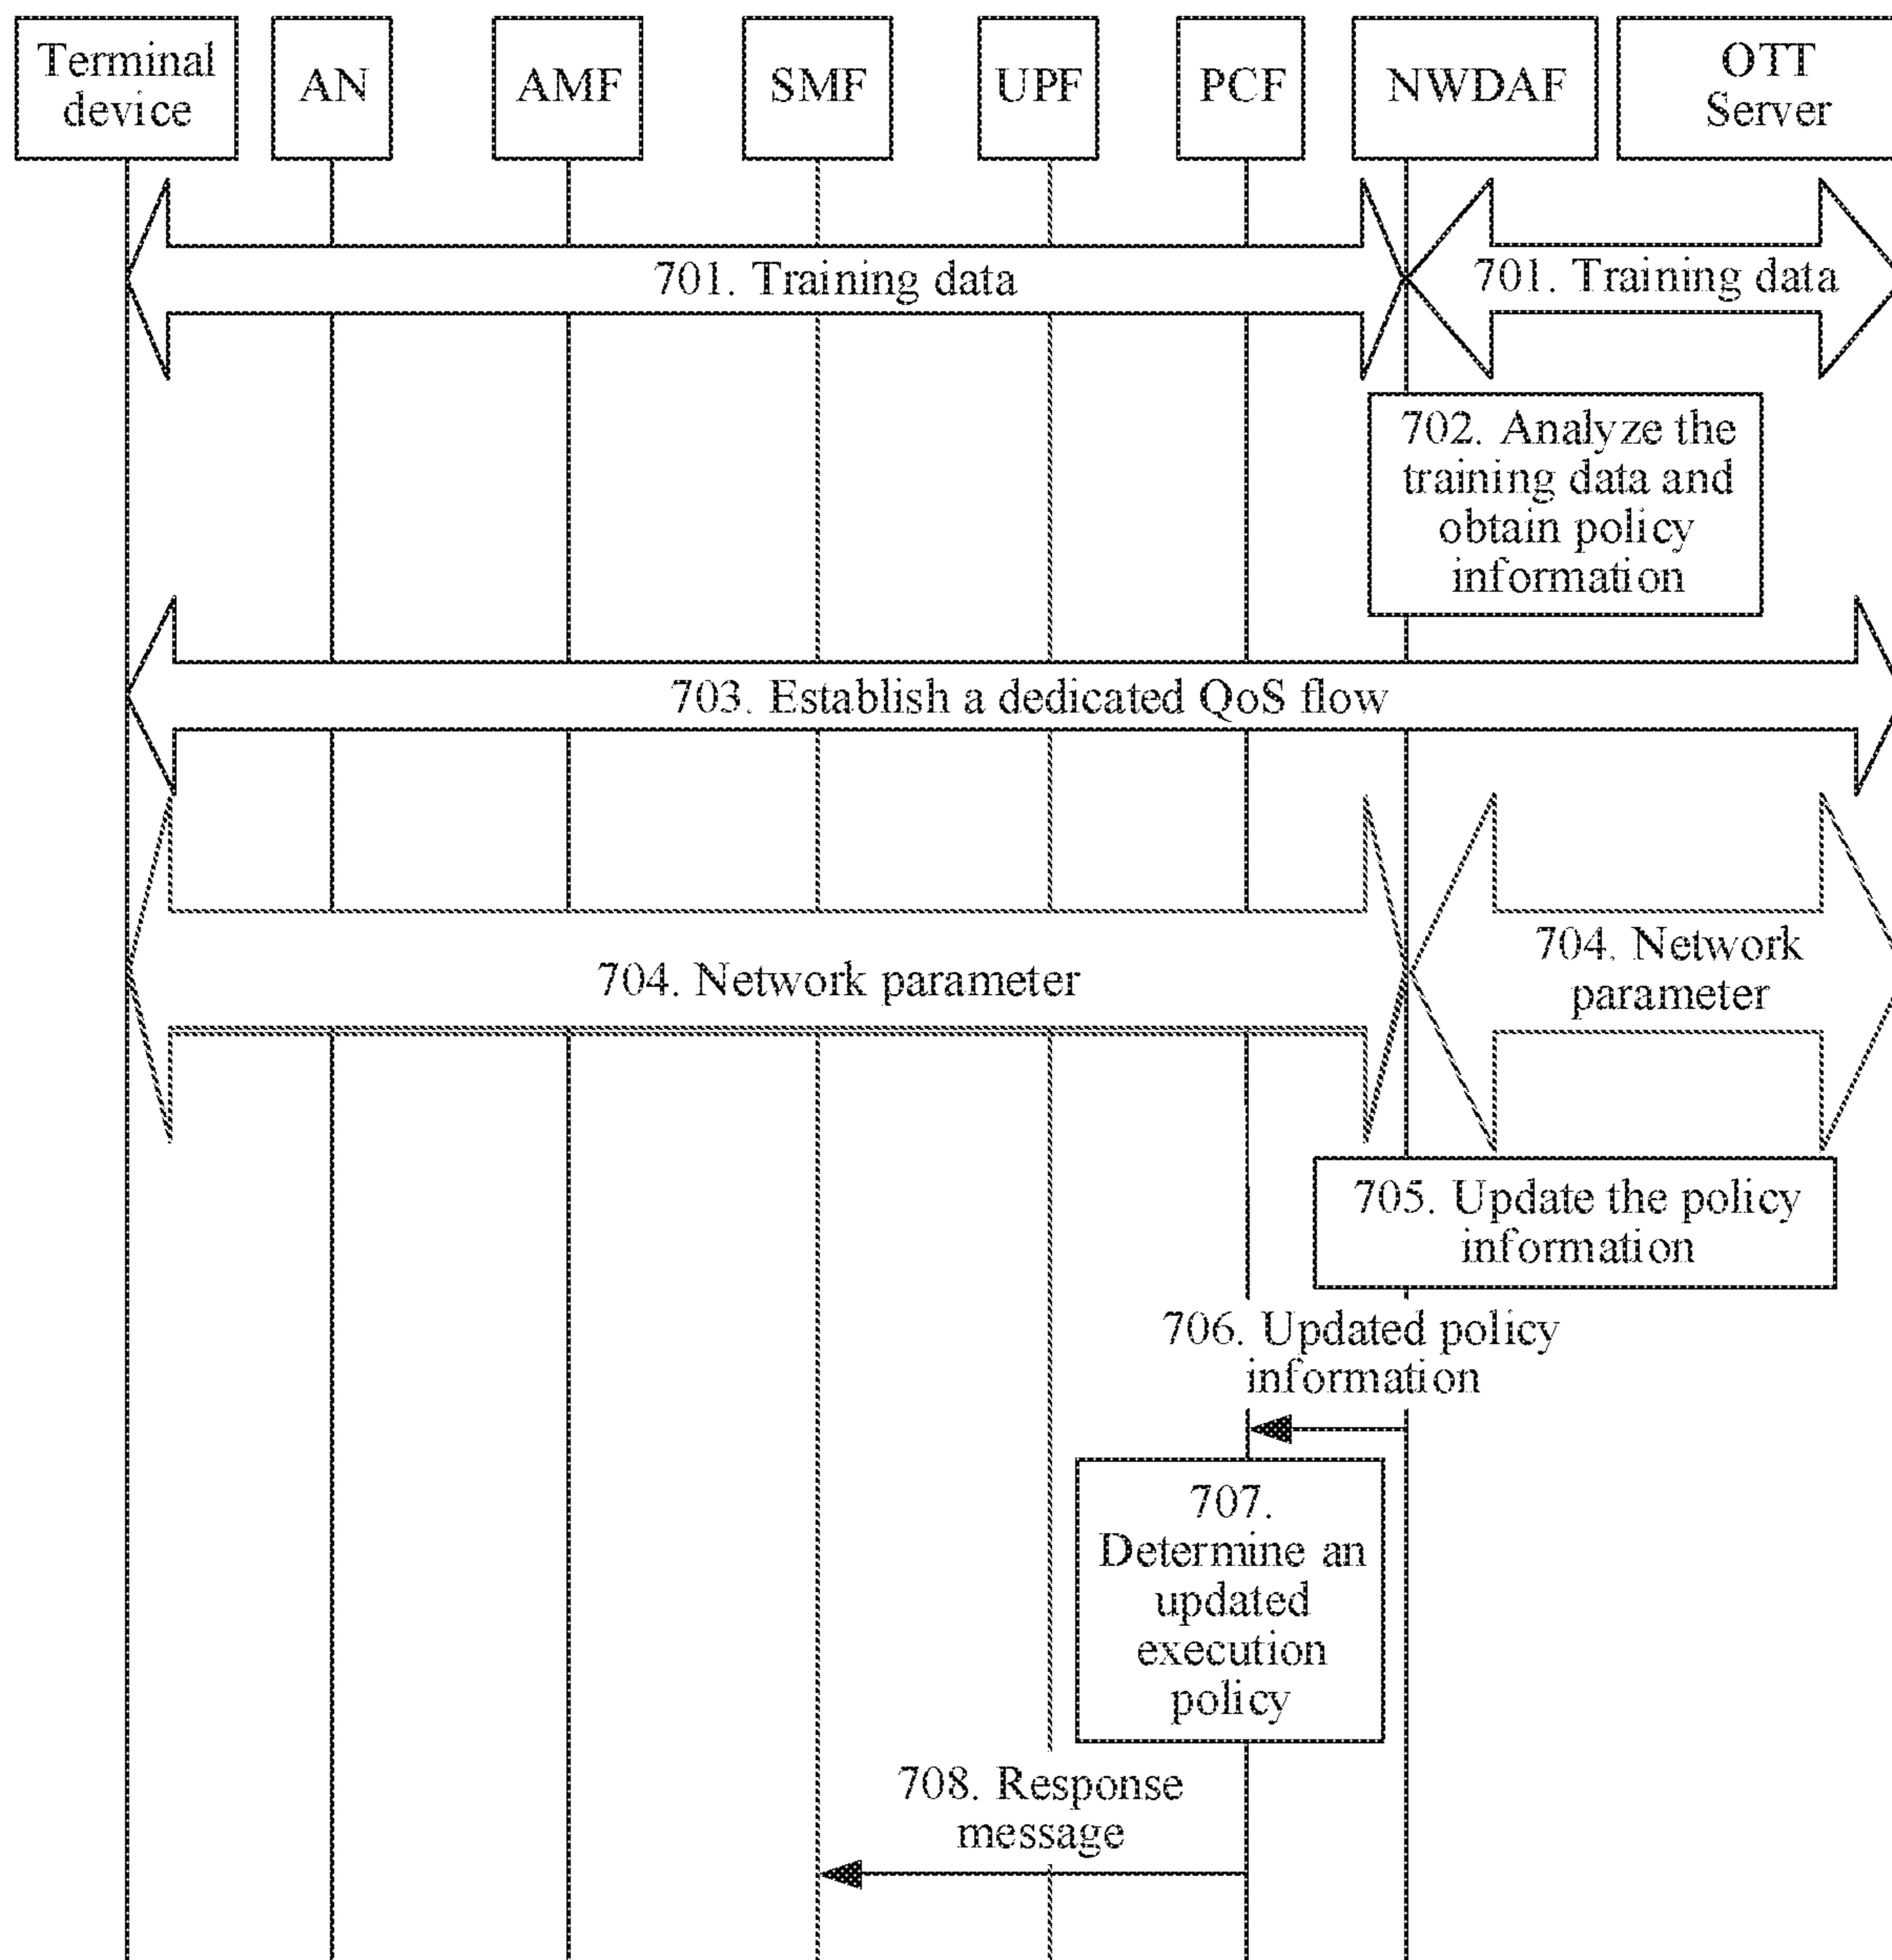 Terminal
device
AN
AMF
SMF
UPF
PCF
NWDAF
OTT
Server
701. Training data
701. Training data
702. Analyze the
training data and
obtain policy
information
703. Establish a dedicated QoS flow
704. Network parameter
704. Network
parameter
705. Update the policy
information
706. Updated policy
information
707.
Determine an
updated
execution
policy
708. Response
message